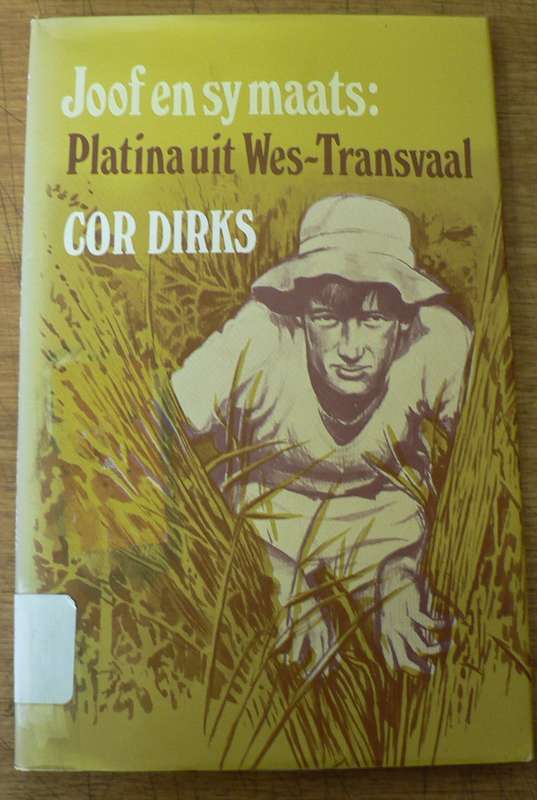 Joof en sy maats:
Platina uit Wes-Transvaal
COR DIRKS